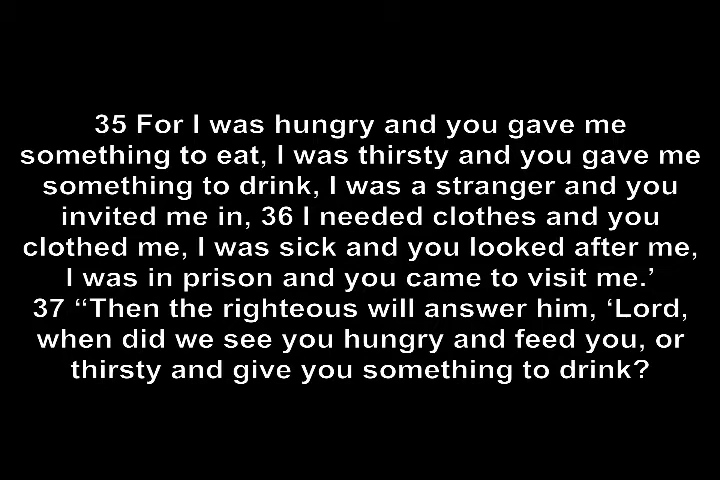 35 For I was hungry and you gave me
something to eat, I was thirsty and you gave me
something to drink, I was a stranger and you
invited me in, 36 I needed clothes and you
clothed me, I was sick and you looked after me,
I was in prison and you came to visit me.’
37 “Then the righteous will answer him, ‘Lord,
when did we see you hungry and feed you, or
thirsty and give you something to drink?